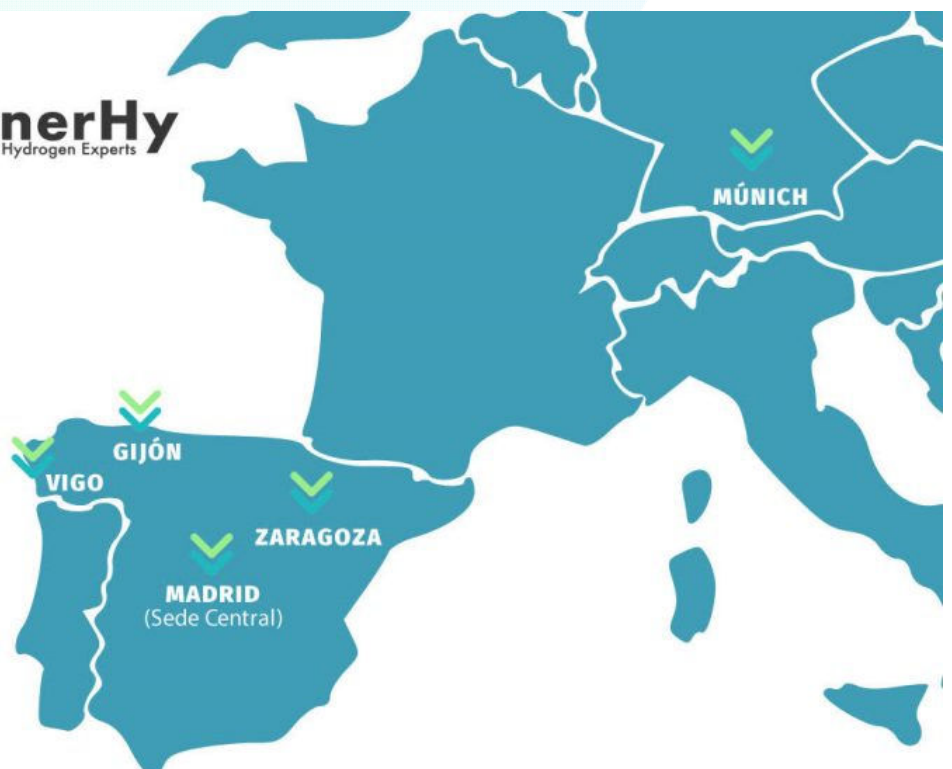 nerHy
Hydrogen Experts
MÚNICH
GIJÓN
VIGO
ZARAGOZA
MADRID
(Sede Central)